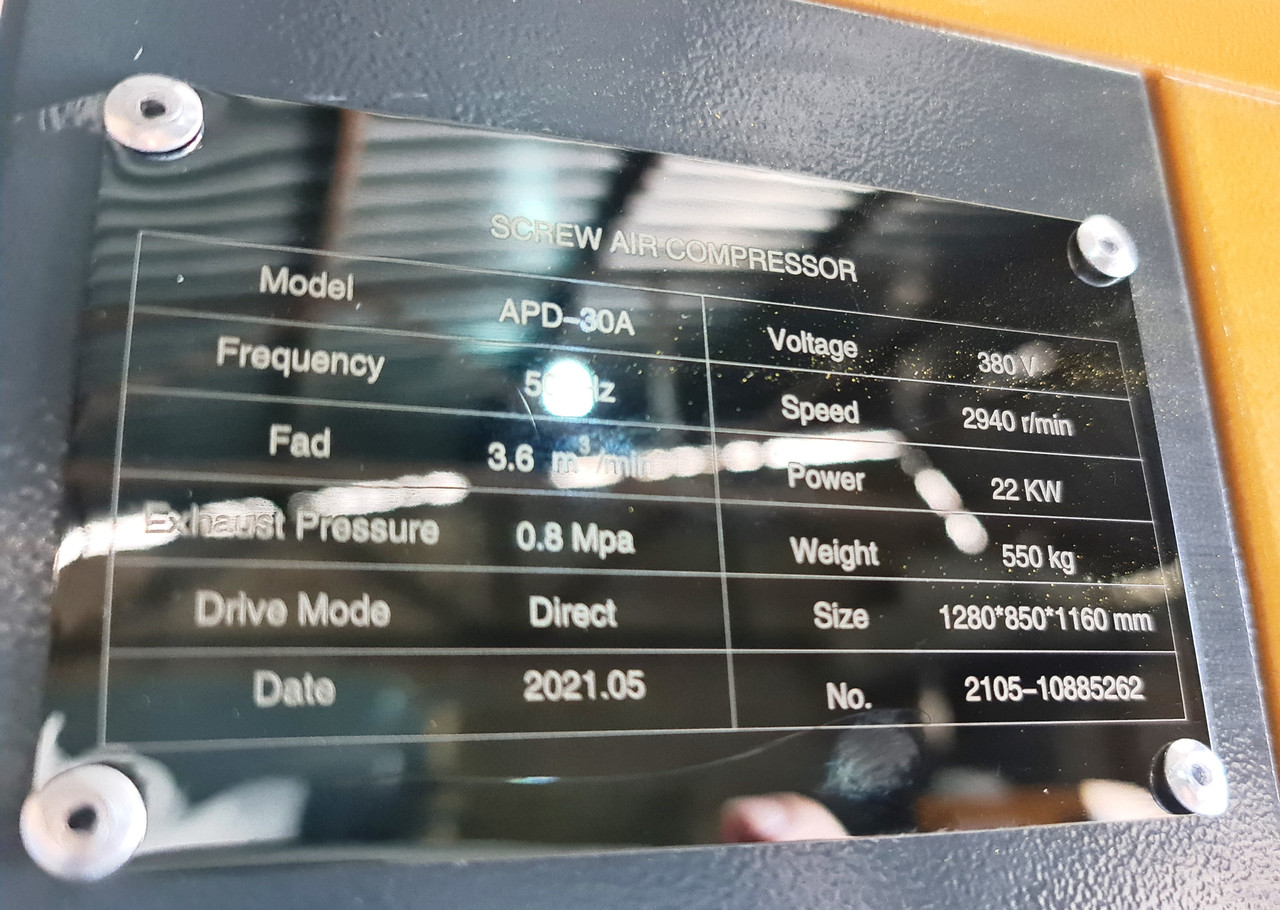 SCREW AIR COMPRESSOR
Model APD-30A Voltage 380 V
Frequency Speed 2940 r/min
Fad 3.6 m³/min Power 22 KW
Exhaust Pressure 0.8 Mpa Weight 550 kg
Drive Mode Direct Size 1280*850*1160 mm
Date 2021.05 No. 2105-10885262